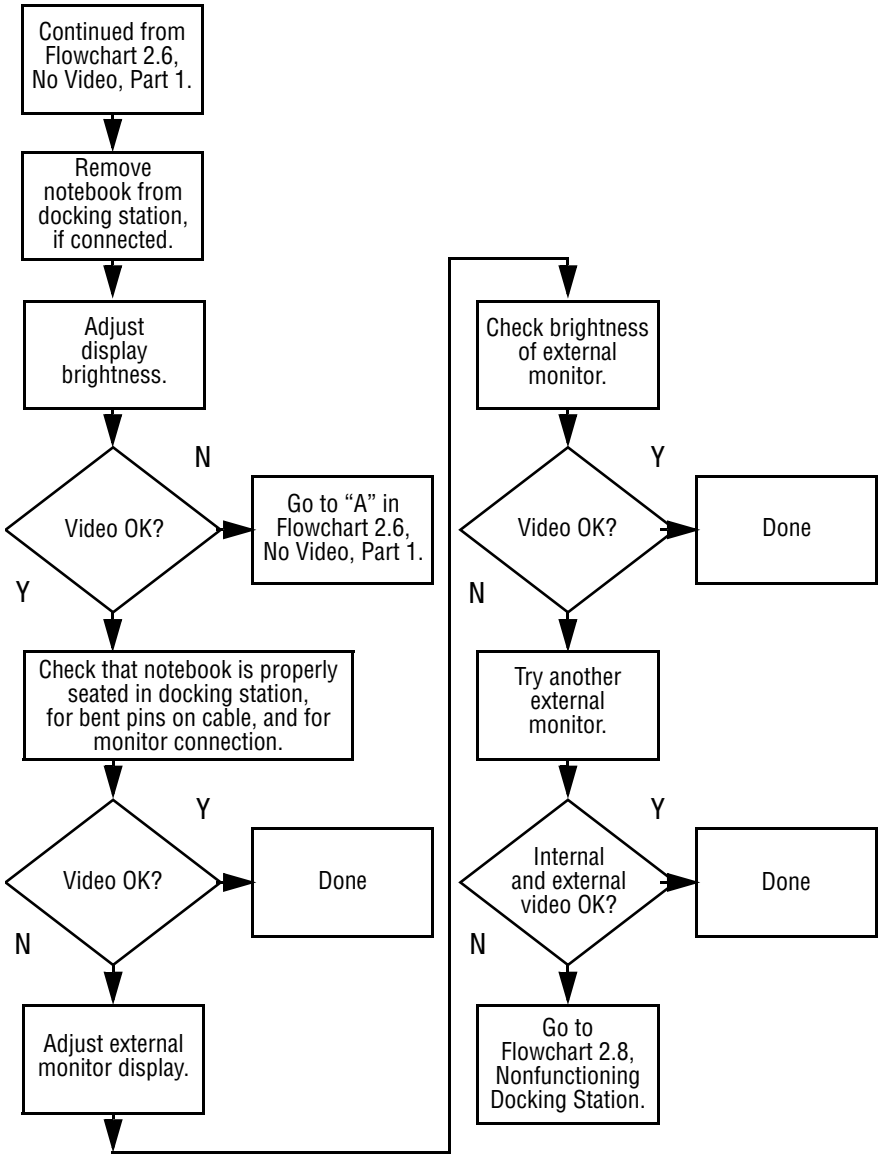 Continued from
Flowchart 2.6,
No Video, Part 1.
Remove
notebook from
docking station,
if connected.
Adjust
display
brightness.
Video OK?
N
Y
Go to “A” in
Flowchart 2.6,
No Video, Part 1.
Check that notebook is properly
seated in docking station,
for bent pins on cable, and for
monitor connection.
Video OK?
Y
N
Done
Adjust external
monitor display.
Check brightness
of external
monitor.
Video OK?
Y
N
Done
Try another
external
monitor.
Internal
and external
video OK?
Y
N
Done
Go to
Flowchart 2.8,
Nonfunctioning
Docking Station.